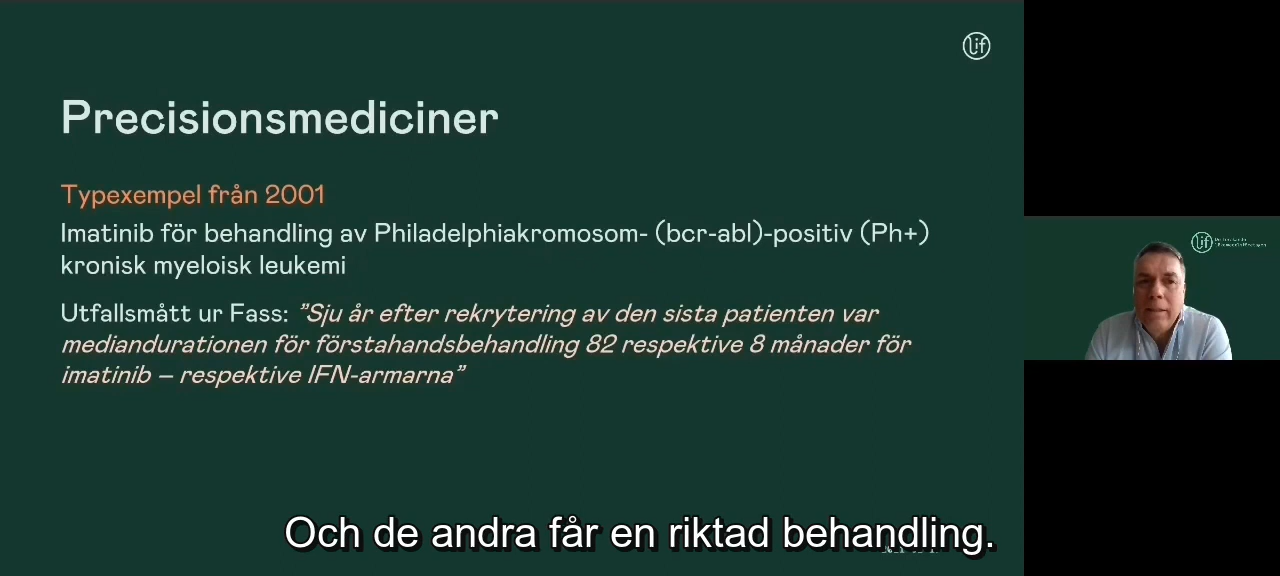 lif
Precisionsmediciner
Typexempel från 2001
Imatinib för behandling av Philadelphiakromosom- (bcr-abl)-positiv (Ph+)
kronisk myeloisk leukemi
Utfallsmått ur Fass: ”Sju år efter rekrytering av den sista patienten var
mediandurationen för förstahandsbehandling 82 respektive 8 månader för
imatinib – respektive IFN-armarna”
lif
Och de andra får en riktad behandling.